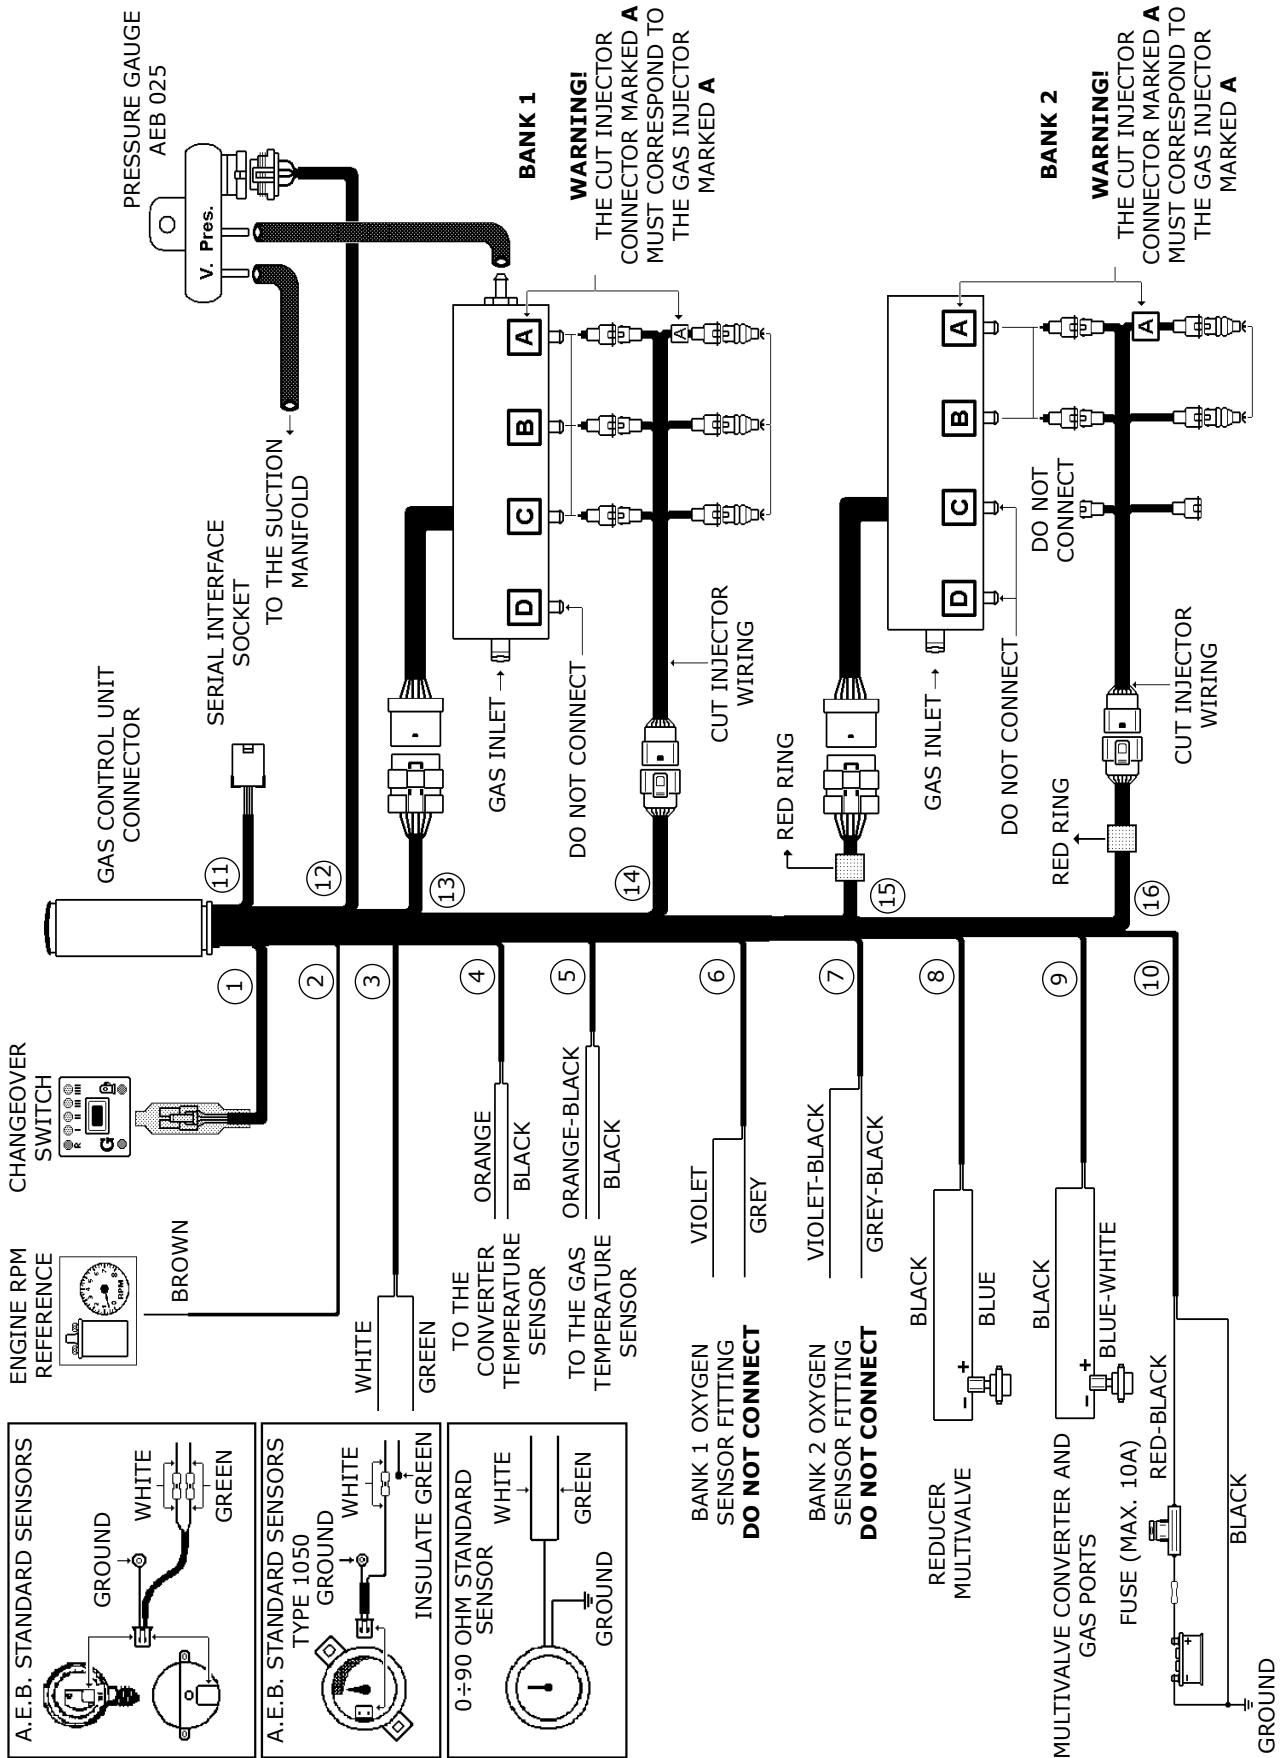 A.E.B. STANDARD SENSORS
GROUND
WHITE
GREEN
A.E.B. STANDARD SENSORS
TYPE 1050
GROUND
WHITE
INSULATE GREEN
0÷90 OHM STANDARD
SENSOR
WHITE
GREEN
GROUND
ENGINE RPM
REFERENCE
RPM
BROWN
CHANGEOVER
SWITCH
R I II III IIII
G
GAS CONTROL UNIT
CONNECTOR
SERIAL INTERFACE
SOCKET
TO THE SUCTION
MANIFOLD
PRESSURE GAUGE
AEB 025
V. Pres.
1
2
3
4
5
6
7
8
9
10
11
12
13
14
15
16
WHITE
GREEN
TO THE
CONVERTER
TEMPERATURE
SENSOR
ORANGE
BLACK
TO THE GAS
TEMPERATURE
SENSOR
ORANGE-BLACK
BLACK
BANK 1 OXYGEN
SENSOR FITTING
DO NOT CONNECT
VIOLET
GREY
BANK 2 OXYGEN
SENSOR FITTING
DO NOT CONNECT
VIOLET-BLACK
GREY-BLACK
REDUCER
MULTIVALVE
BLACK
BLUE
- +
MULTIVALVE CONVERTER AND
GAS PORTS
BLACK
BLUE-WHITE
- +
FUSE (MAX. 10A)
RED-BLACK
BLACK
- +
GROUND
D
C
B
A
GAS INLET
DO NOT CONNECT
CUT INJECTOR
WIRING
A
BANK 1
WARNING!
THE CUT INJECTOR
CONNECTOR MARKED A
MUST CORRESPOND TO
THE GAS INJECTOR
MARKED A
RED RING
D
C
B
A
GAS INLET
DO NOT CONNECT
DO NOT
CONNECT
RED RING
CUT INJECTOR
WIRING
A
BANK 2
WARNING!
THE CUT INJECTOR
CONNECTOR MARKED A
MUST CORRESPOND TO
THE GAS INJECTOR
MARKED A